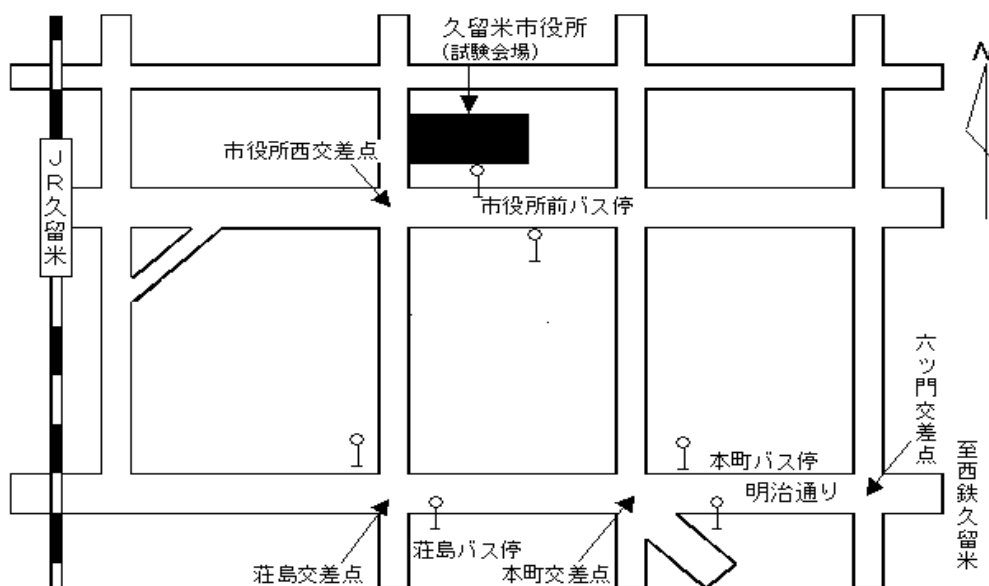 久留米市役所
(試験会場)
市役所西交差点
JR久留米
市役所前バス停
六ツ門交差点
本町バス停
明治通り
至西鉄久留米
荘島バス停
荘島交差点
本町交差点